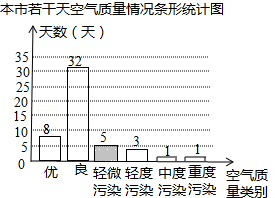 本市若干天空气质量情况条形统计图
天数（天）
35
30
25
20
15
10
5
0
8
32
5
3
1
1
优
良
轻微
污染
轻度
污染
中度
污染
重度
污染
空气质
量类别